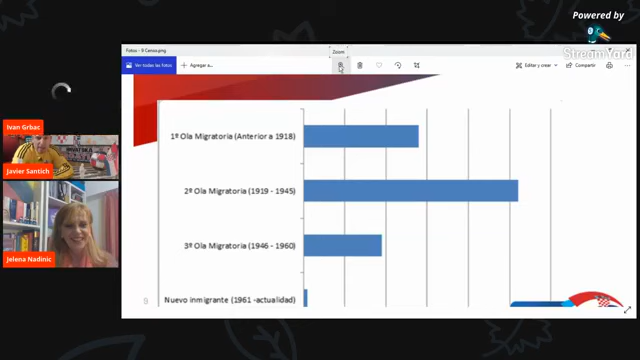 Powered by
StreamYard
Fotos - 9 Censo.png
Zoom
Ver todas las fotos
+ Agregar a...
Editar y crear
Compartir
Ivan Grbac
Javier Santich
Jelena Nadinic
1º Ola Migratoria (Anterior a 1918)
2º Ola Migratoria (1919 - 1945)
3º Ola Migratoria (1946 - 1960)
Nuevo inmigrante (1961 -actualidad)
9